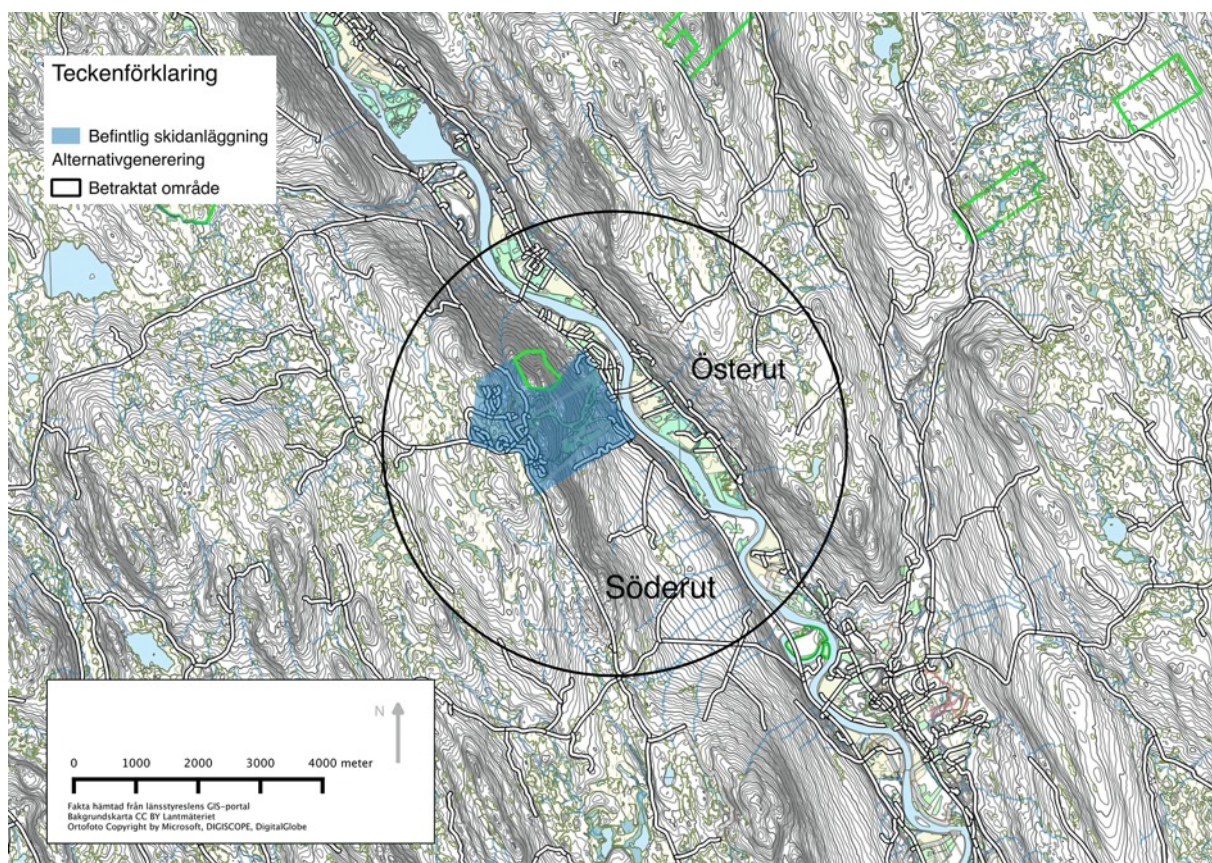 Teckenförklaring
Befintlig skidanläggning
Alternativgenerering
Betraktat område
Österut
Söderut
N
0 1000 2000 3000 4000 meter
Fakta hämtad från länsstyreslens GIS-portal
Bakgrundskarta CC BY Lantmäteriet
Ortofoto Copyright by Microsoft, DIGISCOPE, DigitalGlobe